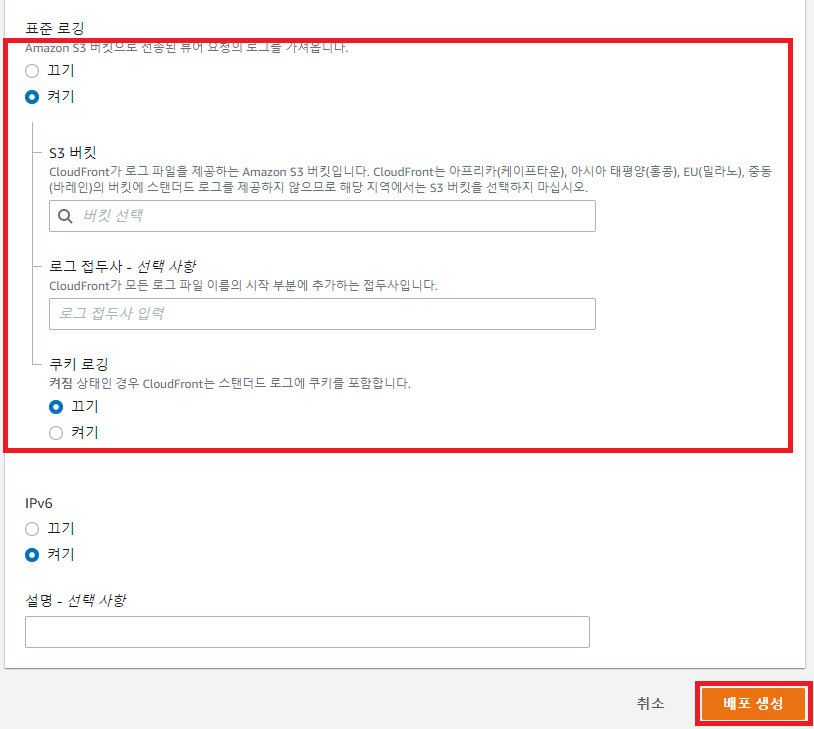 표준 로깅
Amazon S3 버킷으로 전송된 뷰어 요청의 로그를 가져옵니다.
끄기
켜기
S3 버킷
CloudFront가 로그 파일을 제공하는 Amazon S3 버킷입니다. CloudFront는 아프리카(케이프타운), 아시아 태평양(홍콩), EU(밀라노), 중동
(바레인)의 버킷에 스탠더드 로그를 제공하지 않으므로 해당 지역에서는 S3 버킷을 선택하지 마십시오.
버킷 선택
로그 접두사 - 선택 사항
CloudFront가 모든 로그 파일 이름의 시작 부분에 추가하는 접두사입니다.
로그 접두사 입력
쿠키 로깅
켜짐 상태인 경우 CloudFront는 스탠더드 로그에 쿠키를 포함합니다.
끄기
켜기
IPv6
끄기
켜기
설명 - 선택 사항
취소 배포 생성